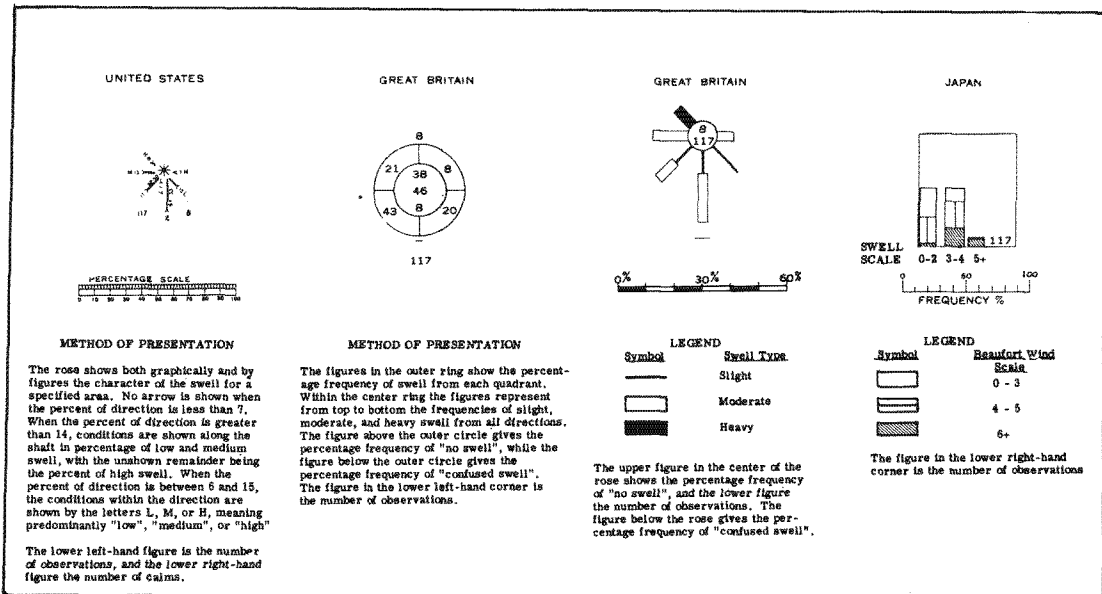 UNITED STATES
117
8
PERCENTAGE SCALE
0 10 20 30 40 50 60 70 80 90 100
METHOD OF PRESENTATION
The rose shows both graphically and by
figures the character of the swell for a
specified area. No arrow is shown when
the percent of direction is less than 7.
When the percent of direction is greater
than 14, conditions are shown along the
shaft in percentage of low and medium
swell, with the unshown remainder being
the percent of high swell. When the
percent of direction is between 6 and 15,
the conditions within the direction are
shown by the letters L, M, or H, meaning
predominantly "low", "medium", or "high"
The lower left-hand figure is the number
of observations, and the lower right-hand
figure the number of calms.
GREAT BRITAIN
8
21 38 8
46
43 8 20
117
METHOD OF PRESENTATION
The figures in the outer ring show the percent-
age frequency of swell from each quadrant.
Within the center ring the figures represent
from top to bottom the frequencies of slight,
moderate, and heavy swell from all directions.
The figure above the outer circle gives the
percentage frequency of "no swell", while the
figure below the outer circle gives the
percentage frequency of "confused swell".
The figure in the lower left-hand corner is
the number of observations.
GREAT BRITAIN
8
117
0% 30% 60%
LEGEND
Symbol Swell Type
Slight
Moderate
Heavy
The upper figure in the center of the
rose shows the percentage frequency
of "no swell", and the lower figure
the number of observations. The
figure below the rose gives the per-
centage frequency of "confused swell".
JAPAN
117
SWELL
SCALE 0-2 3-4 5+
0 50 100
FREQUENCY %
LEGEND
Symbol Beaufort Wind
Scale
0 - 3
4 - 5
6+
The figure in the lower right-hand
corner is the number of observations